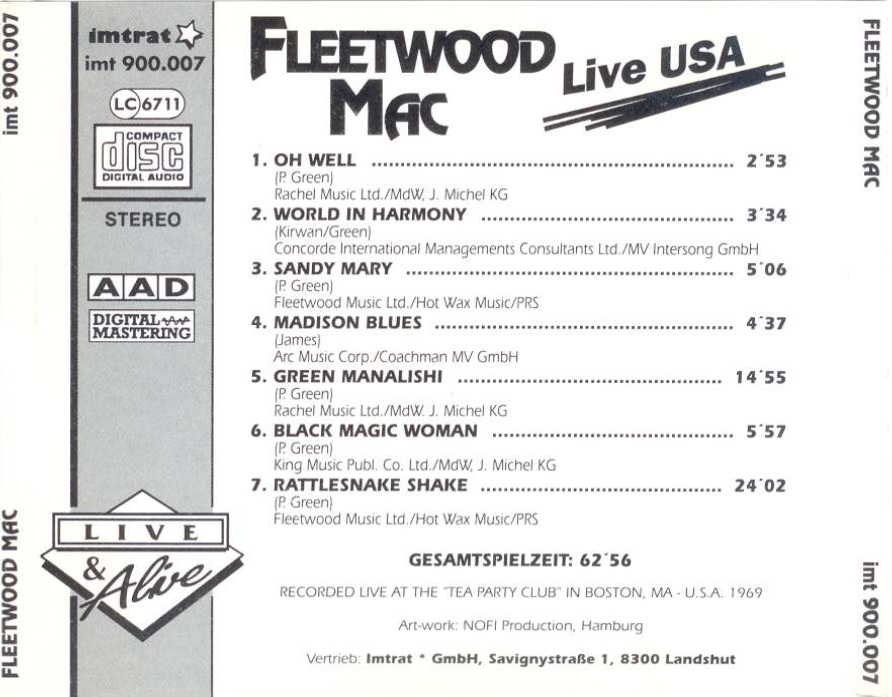 imt 900.007
FLEETWOOD MAC
imtrat
imt 900.007
LC 6711
COMPACT
disc
DIGITAL AUDIO
STEREO
AAD
DIGITAL
MASTERING
LIVE
& Alive
FLEETWOOD
MAC
Live USA
1. OH WELL ........ 2´53
(P. Green)
Rachel Music Ltd./MdW, J. Michel KG
2. WORLD IN HARMONY ........ 3´34
(Kirwan/Green)
Concorde International Managements Consultants Ltd./MV Intersong GmbH
3. SANDY MARY ........ 5´06
(P. Green)
Fleetwood Music Ltd./Hot Wax Music/PRS
4. MADISON BLUES ........ 4´37
(James)
Arc Music Corp./Coachman MV GmbH
5. GREEN MANALISHI ........ 14´55
(P. Green)
Rachel Music Ltd./MdW. J. Michel KG
6. BLACK MAGIC WOMAN ........ 5´57
(P. Green)
King Music Publ. Co. Ltd./MdW, J. Michel KG
7. RATTLESNAKE SHAKE ........ 24´02
(P. Green)
Fleetwood Music Ltd./Hot Wax Music/PRS
GESAMTSPIELZEIT: 62´56
RECORDED LIVE AT THE "TEA PARTY CLUB" IN BOSTON, MA - U.S.A. 1969
Art-work: NOFI Production, Hamburg
Vertrieb: Imtrat * GmbH, Savignystraße 1, 8300 Landshut
FLEETWOOD MAC
imt 900.007